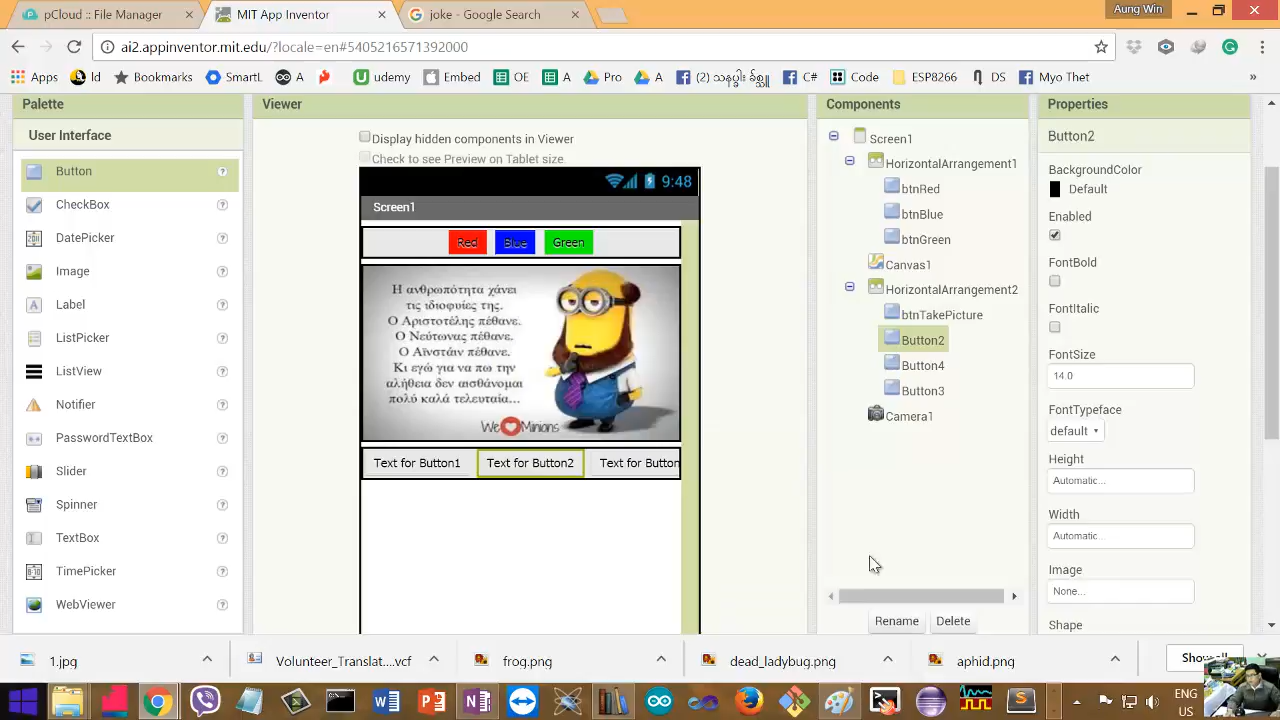 pCloud :: File Manager
MIT App Inventor
joke - Google Search
Aung Win
ai2.appinventor.mit.edu/?locale=en#5405216571392000
Apps
Id
Bookmarks
SmartL
A
udemy
Embed
OE
A
Pro
A
C#
Code
ESP8266
DS
Myo Thet
»
Palette
Viewer
Components
Properties
User Interface
Button
CheckBox
DatePicker
Image
Label
ListPicker
ListView
Notifier
PasswordTextBox
Slider
Spinner
TextBox
TimePicker
WebViewer
Display hidden components in Viewer
Check to see Preview on Tablet size.
9:48
Screen1
Red
Blue
Green
Η ανθρωπότητα χάνει
τις ιδιοφυίες της.
Ο Αριστοτέλης πέθανε.
Ο Νεύτωνας πέθανε.
Ο Αϊνστάιν πέθανε.
Κι εγώ για να πω την
αλήθεια δεν αισθάνομαι
πολύ καλά τελευταία...
We Minions
Text for Button1
Text for Button2
Text for Button
Screen1
HorizontalArrangement1
btnRed
btnBlue
btnGreen
Canvas1
HorizontalArrangement2
btnTakePicture
Button2
Button4
Button3
Camera1
Rename
Delete
Button2
BackgroundColor
Default
Enabled
FontBold
FontItalic
FontSize
14.0
FontTypeface
default
Height
Automatic...
Width
Automatic...
Image
None...
Shape
1.jpg
Volunteer_Translat....vcf
frog.png
dead_ladybug.png
aphid.png
Show all
ENG
US